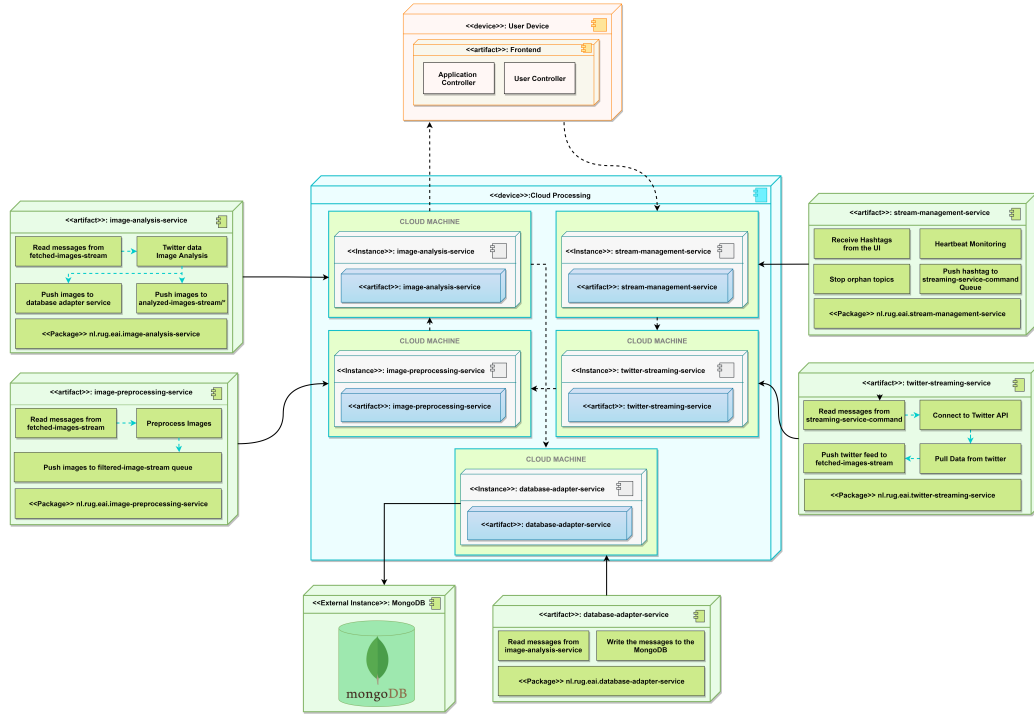 <<device>>: User Device
<<artifact>>: Frontend
Application
Controller
User Controller
<<device>>:Cloud Processing
CLOUD MACHINE
<<Instance>>: image-analysis-service
<<artifact>>: image-analysis-service
CLOUD MACHINE
<<Instance>>: stream-management-service
<<artifact>>: stream-management-service
CLOUD MACHINE
<<Instance>>: image-preprocessing-service
<<artifact>>: image-preprocessing-service
CLOUD MACHINE
<<Instance>>: twitter-streaming-service
<<artifact>>: twitter-streaming-service
CLOUD MACHINE
<<Instance>>: database-adapter-service
<<artifact>>: database-adapter-service
<<artifact>>: image-analysis-service
Read messages from
fetched-images-stream
Twitter data
Image Analysis
Push images to
database adapter service
Push images to
analyzed-images-stream/*
<<Package>> nl.rug.eai.image-analysis-service
<<artifact>>: image-preprocessing-service
Read messages from
fetched-images-stream
Preprocess Images
Push images to filtered-image-stream queue
<<Package>> nl.rug.eai.image-preprocessing-service
<<artifact>>: stream-management-service
Receive Hashtags
from the UI
Heartbeat Monitoring
Stop orphan topics
Push hashtag to
streaming-service-command
Queue
<<Package>> nl.rug.eai.stream-management-service
<<artifact>>: twitter-streaming-service
Read messages from
streaming-service-command
Connect to Twitter API
Push twitter feed to
fetched-images-stream
Pull Data from twitter
<<Package>> nl.rug.eai.twitter-streaming-service
<<External Instance>>: MongoDB
mongoDB
<<artifact>>: database-adapter-service
Read messages from
image-analysis-service
Write the messages to the
MongoDB
<<Package>> nl.rug.eai.database-adapter-service